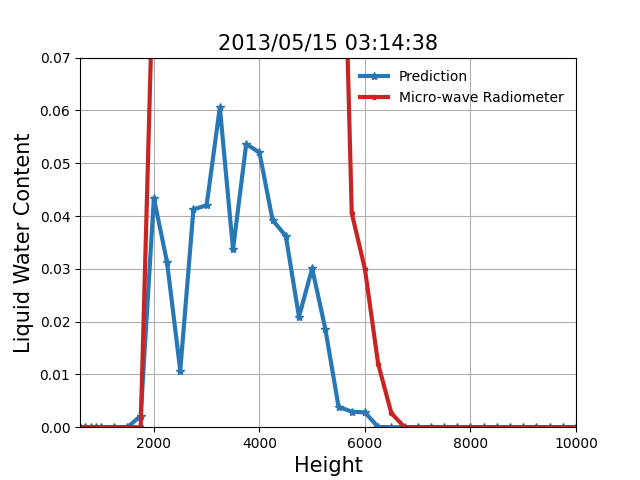 2013/05/15 03:14:38
0.07
0.06
0.05
0.04
0.03
0.02
0.01
0.00
Liquid Water Content
Prediction
Micro-wave Radiometer
2000 4000 6000 8000 10000
Height